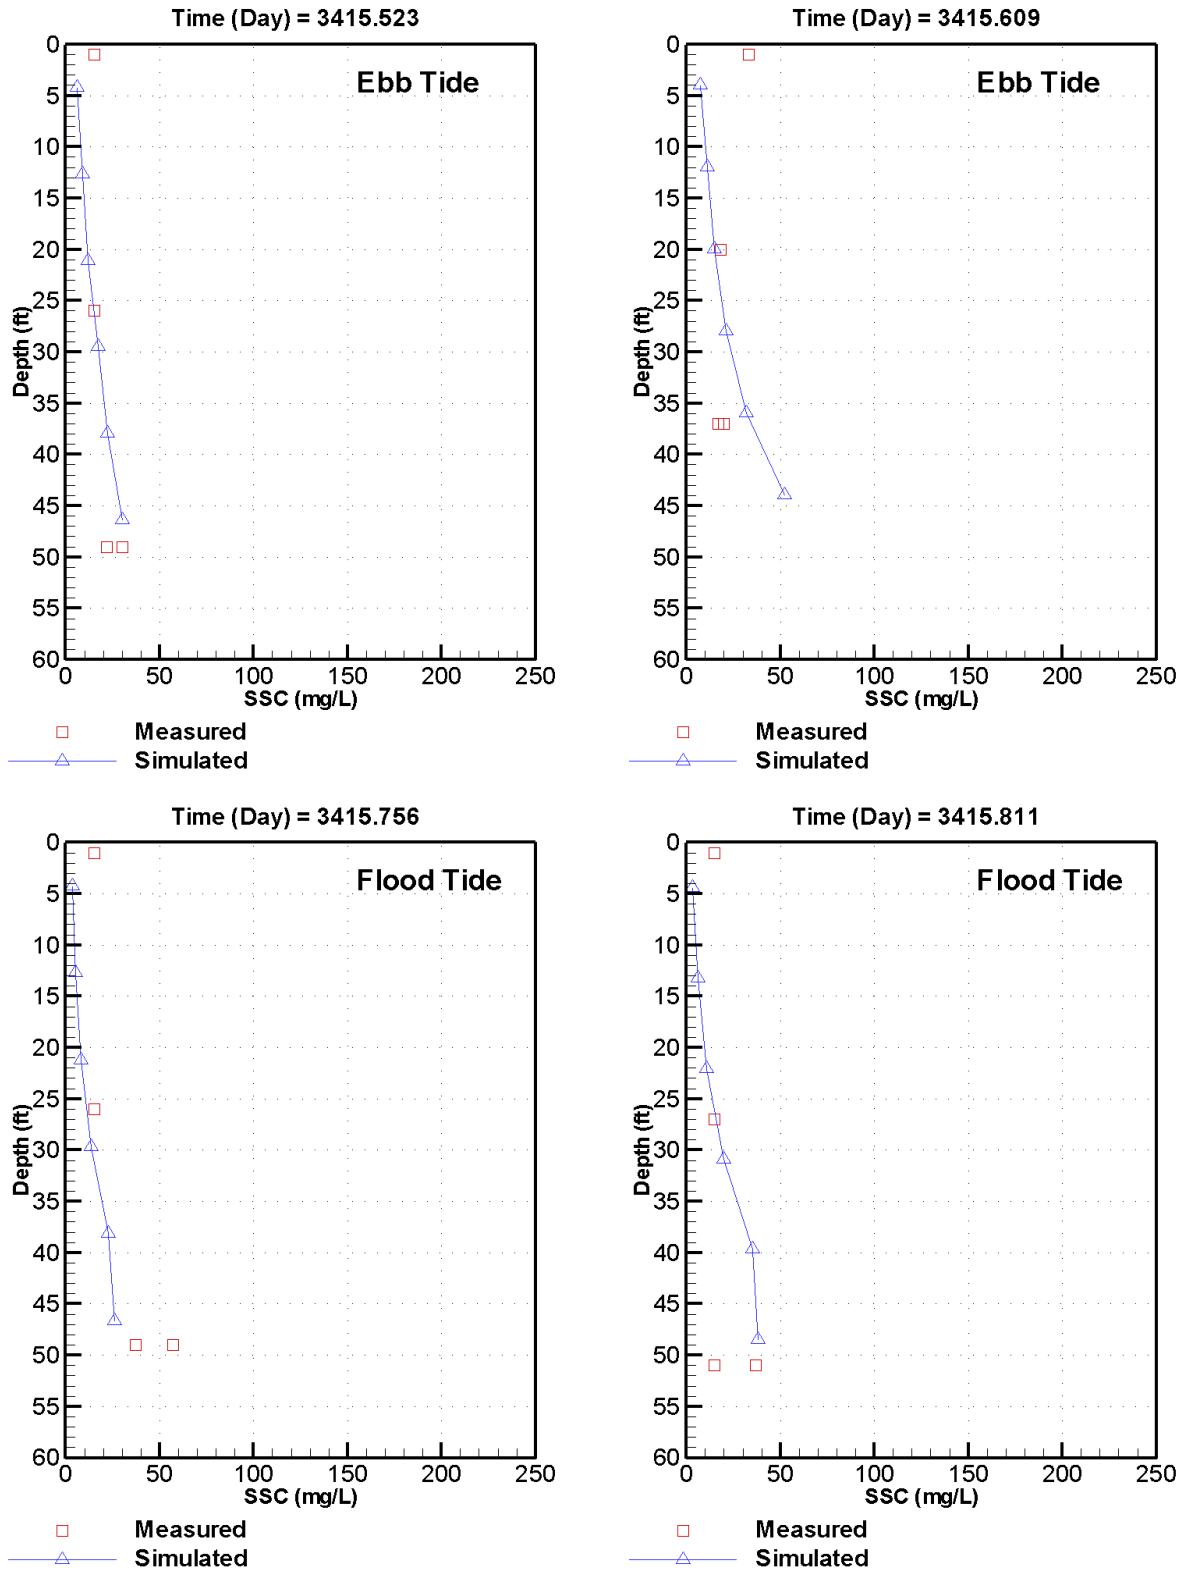 Time (Day) = 3415.523
Ebb Tide
0
5
10
15
20
25
30
35
40
45
50
55
60
Depth (ft)
0 50 100 150 200 250
SSC (mg/L)
Measured
Simulated
Time (Day) = 3415.609
Ebb Tide
0
5
10
15
20
25
30
35
40
45
50
55
60
Depth (ft)
0 50 100 150 200 250
SSC (mg/L)
Measured
Simulated
Time (Day) = 3415.756
Flood Tide
0
5
10
15
20
25
30
35
40
45
50
55
60
Depth (ft)
0 50 100 150 200 250
SSC (mg/L)
Measured
Simulated
Time (Day) = 3415.811
Flood Tide
0
5
10
15
20
25
30
35
40
45
50
55
60
Depth (ft)
0 50 100 150 200 250
SSC (mg/L)
Measured
Simulated